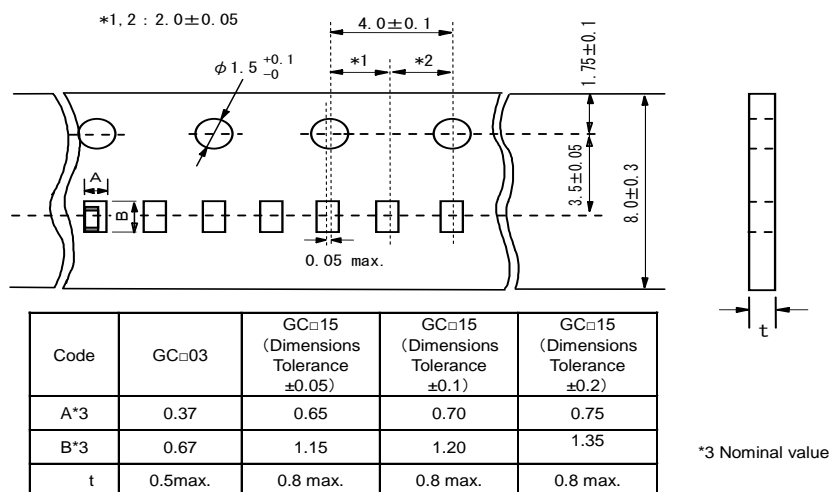 *1,2 : 2.0±0.05
4.0±0.1
*1
*2
φ1.5 +0.1 -0
1.75±0.1
3.5±0.05
8.0±0.3
A
B
0.05 max.
t
Code GC□03 GC□15 (Dimensions Tolerance ±0.05) GC□15 (Dimensions Tolerance ±0.1) GC□15 (Dimensions Tolerance ±0.2)
A*3 0.37 0.65 0.70 0.75
B*3 0.67 1.15 1.20 1.35
t 0.5max. 0.8 max. 0.8 max. 0.8 max.
*3 Nominal value